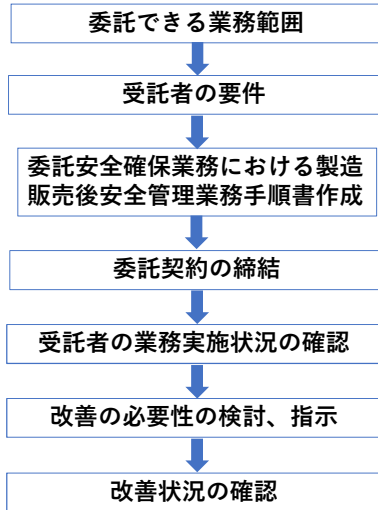 委託できる業務範囲
受託者の要件
委託安全確保業務における製造
販売後安全管理業務手順書作成
委託契約の締結
受託者の業務実施状況の確認
改善の必要性の検討、指示
改善状況の確認